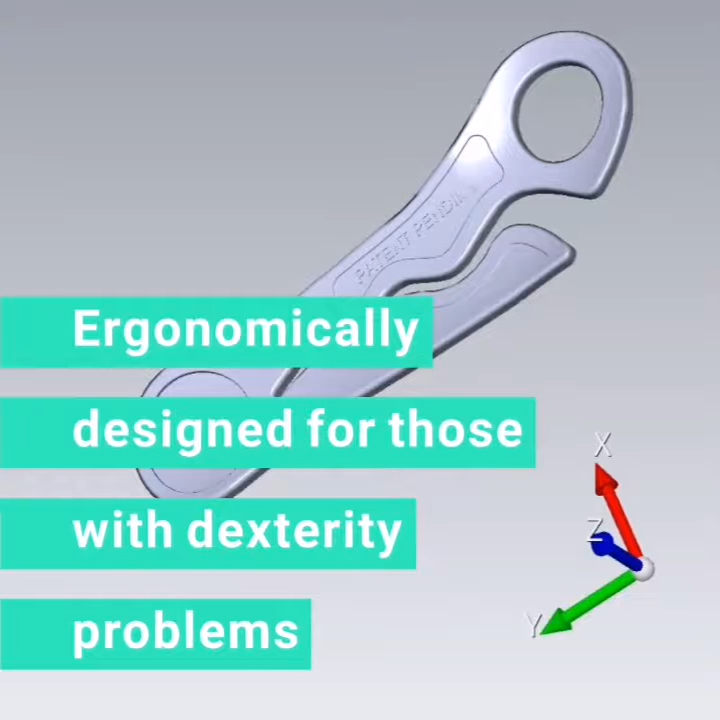 PATENT PENDING
Ergonomically
designed for those
with dexterity
problems
X
Z
Y